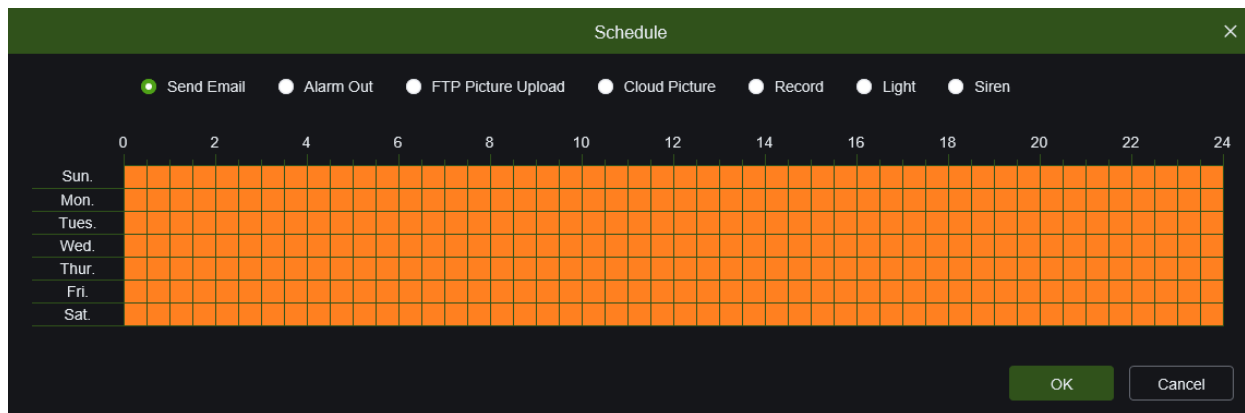 Schedule
Send Email Alarm Out FTP Picture Upload Cloud Picture Record Light Siren
0 2 4 6 8 10 12 14 16 18 20 22 24
Sun.
Mon.
Tues.
Wed.
Thur.
Fri.
Sat.
OK Cancel